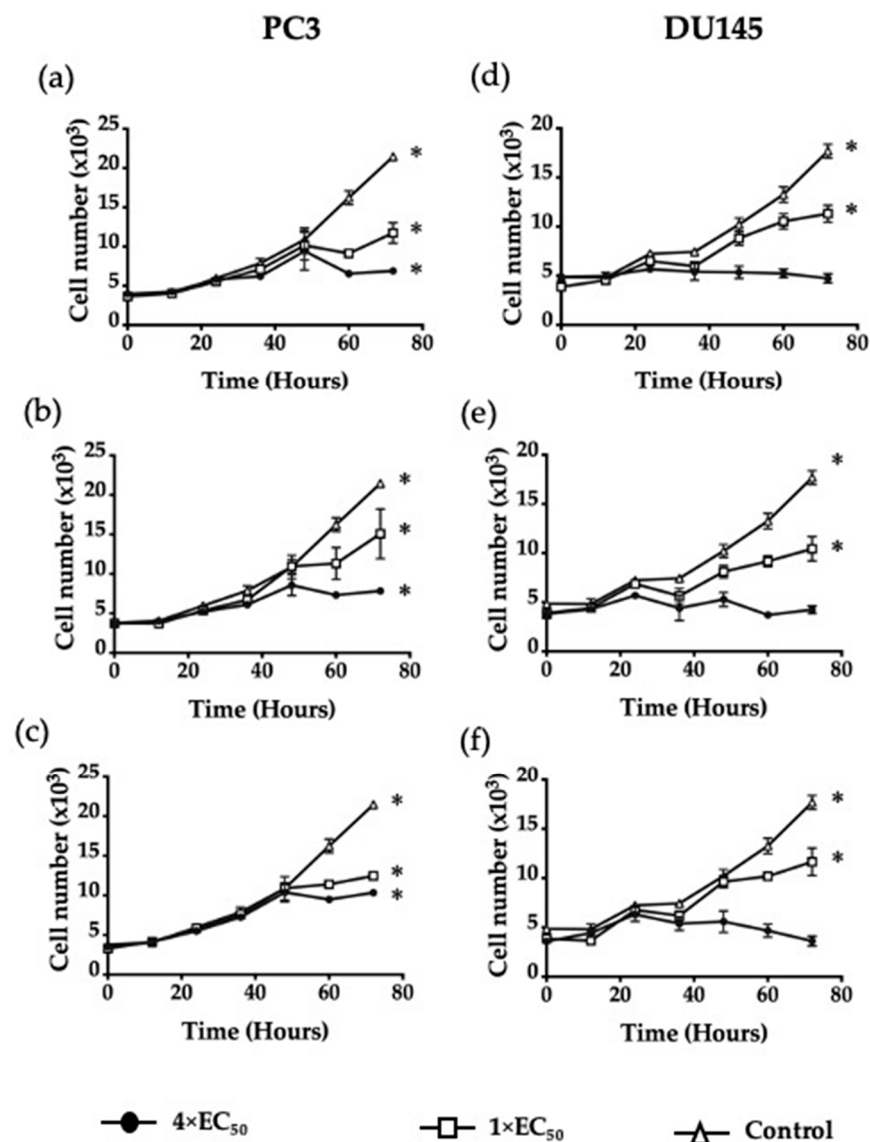 PC3 DU145
(a) (d)
Cell number (x10³)
25
20
15
10
5
0
0 20 40 60 80
Time (Hours)
*
*
*
Cell number (x10³)
20
15
10
5
0
0 20 40 60 80
Time (Hours)
*
*
(b) (e)
Cell number (x10³)
25
20
15
10
5
0
0 20 40 60 80
Time (Hours)
*
*
*
Cell number (x10³)
20
15
10
5
0
0 20 40 60 80
Time (Hours)
*
*
(c) (f)
Cell number (x10³)
25
20
15
10
5
0
0 20 40 60 80
Time (Hours)
*
*
*
Cell number (x10³)
20
15
10
5
0
0 20 40 60 80
Time (Hours)
*
*
4×EC₅₀ 1×EC₅₀ Control